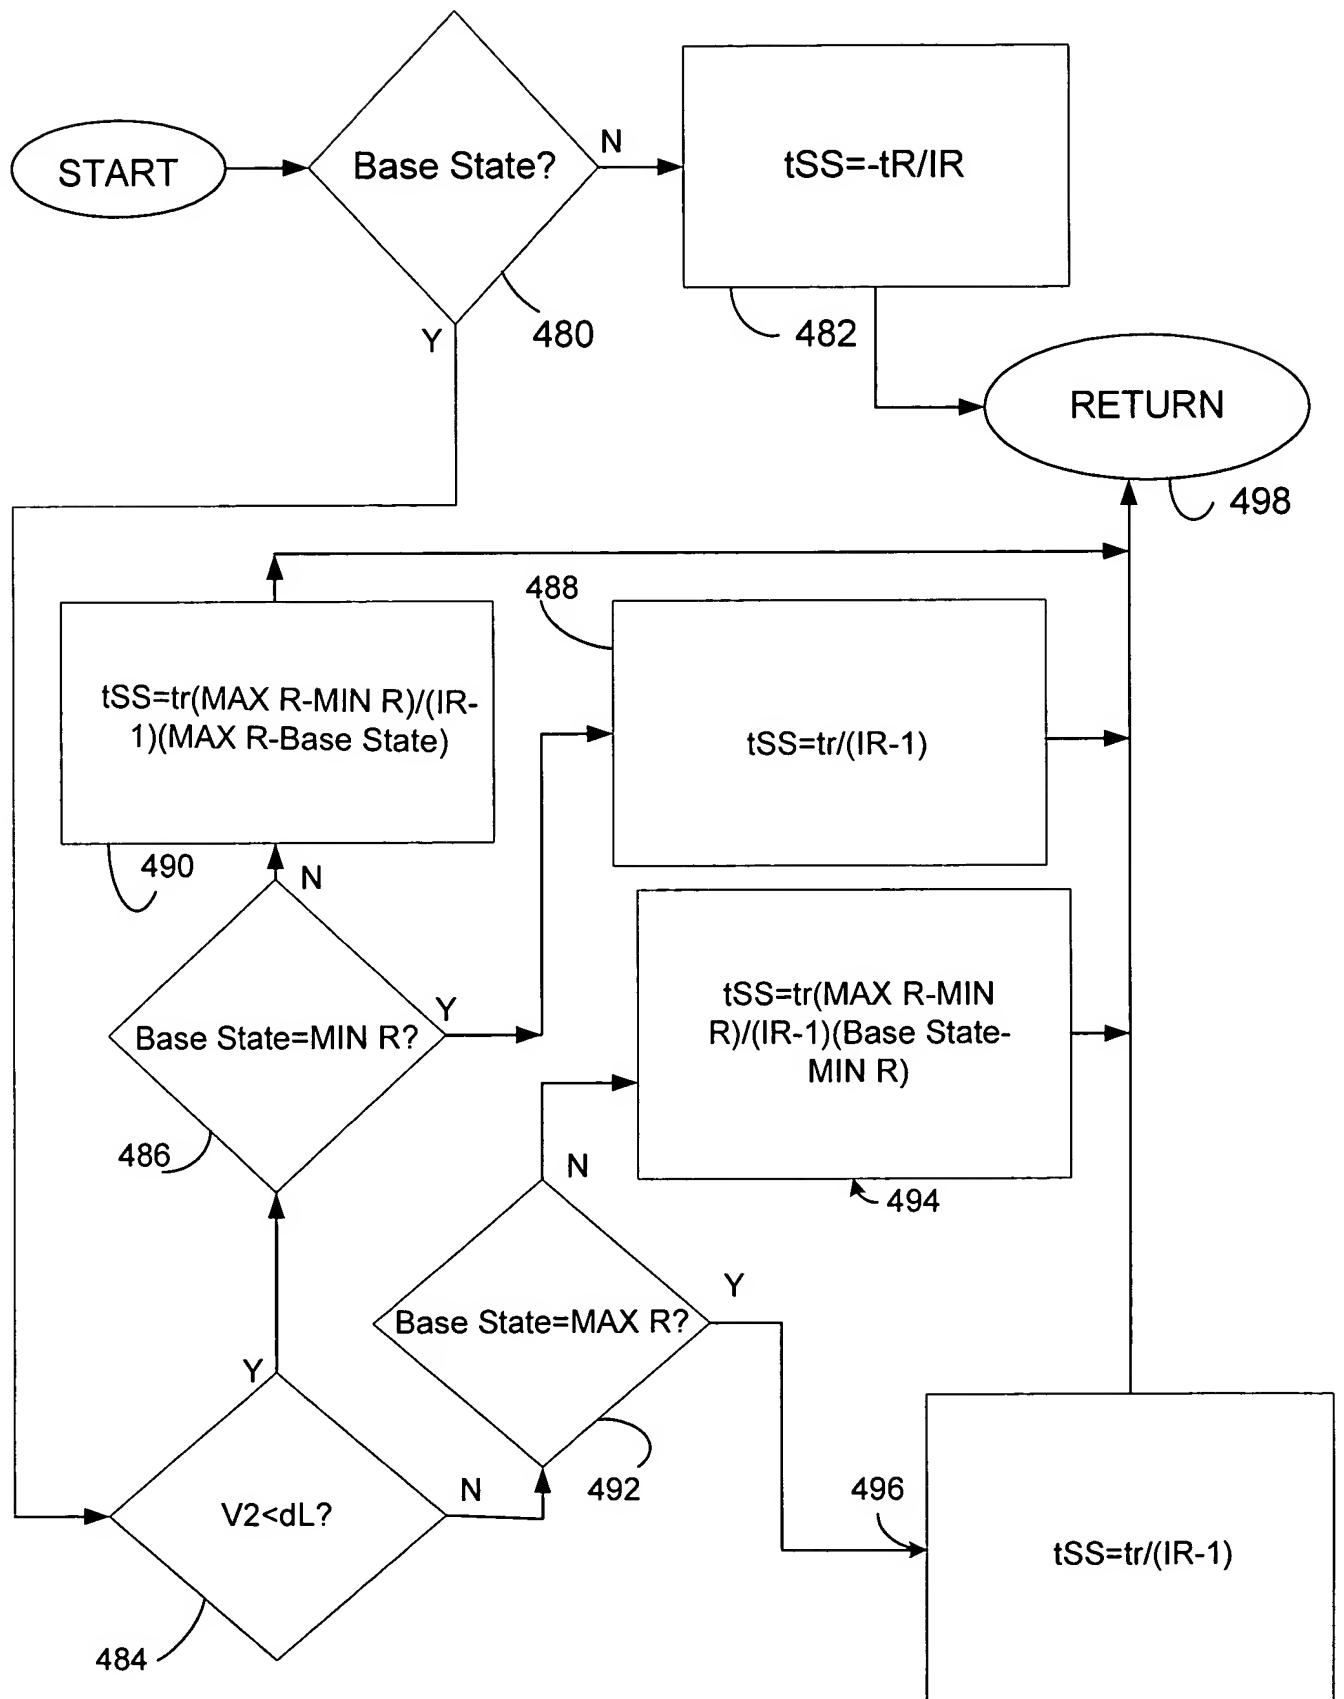 START
Base State?
N
tSS=-tR/IR
480
482
Y
RETURN
498
488
tSS=tr(MAX R-MIN R)/(IR-
1)(MAX R-Base State)
tSS=tr/(IR-1)
490
N
Base State=MIN R?
Y
tSS=tr(MAX R-MIN
R)/(IR-1)(Base State-
MIN R)
486
N
494
Base State=MAX R?
Y
Y
492
V2<dL?
N
496
tSS=tr/(IR-1)
484